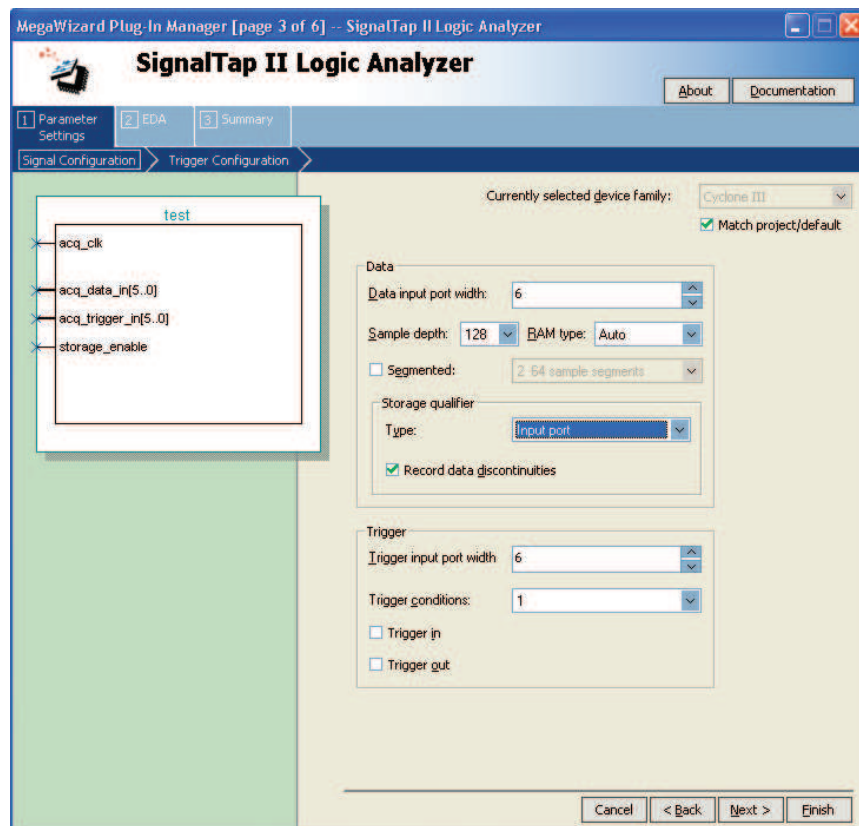 MegaWizard Plug-In Manager [page 3 of 6] -- SignalTap II Logic Analyzer
SignalTap II Logic Analyzer
About
Documentation
1 Parameter Settings
2 EDA
3 Summary
Signal Configuration
Trigger Configuration
Currently selected device family:
Cyclone III
Match project/default
test
acq_clk
acq_data_in[5..0]
acq_trigger_in[5..0]
storage_enable
Data
Data input port width:
6
Sample depth:
128
RAM type:
Auto
Segmented:
2 64 sample segments
Storage qualifier
Type:
Input port
Record data discontinuities
Trigger
Trigger input port width
6
Trigger conditions:
1
Trigger in
Trigger out
Cancel
< Back
Next >
Finish